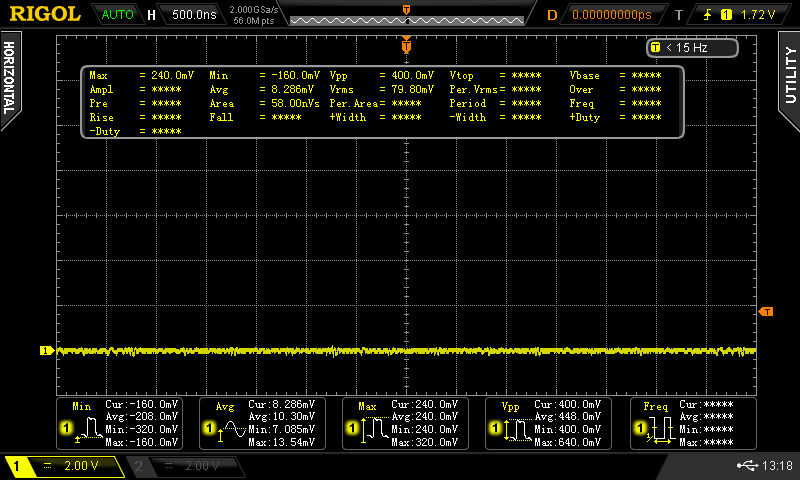 RIGOL AUTO H 500.0ns 2.000GSa/s 56.0M pts T D 0.00000000ps T 1 1.72 V
HORIZONTAL
UTILITY
T
T < 15 Hz
Max = 240.0mV Min = -160.0mV Vpp = 400.0mV Vtop = ***** Vbase = *****
Ampl = ***** Avg = 8.286mV Vrms = 79.80mV Per.Vrms= ***** Over = *****
Pre = ***** Area = 58.00nVs Per.Area= ***** Period = ***** Freq = *****
Rise = ***** Fall = ***** +Width = ***** -Width = ***** +Duty = *****
-Duty = *****
T
1
Min Cur:-160.0mV
Avg:-208.0mV
1 Min:-320.0mV
Max:-160.0mV
Avg Cur:8.286mV
Avg:10.30mV
1 Min:7.085mV
Max:13.54mV
Max Cur:240.0mV
Avg:240.0mV
1 Min:240.0mV
Max:320.0mV
Vpp Cur:400.0mV
Avg:448.0mV
1 Min:400.0mV
Max:640.0mV
Freq Cur:*****
Avg:*****
1 Min:*****
Max:*****
1 2.00 V 2 2.00 V 13:18